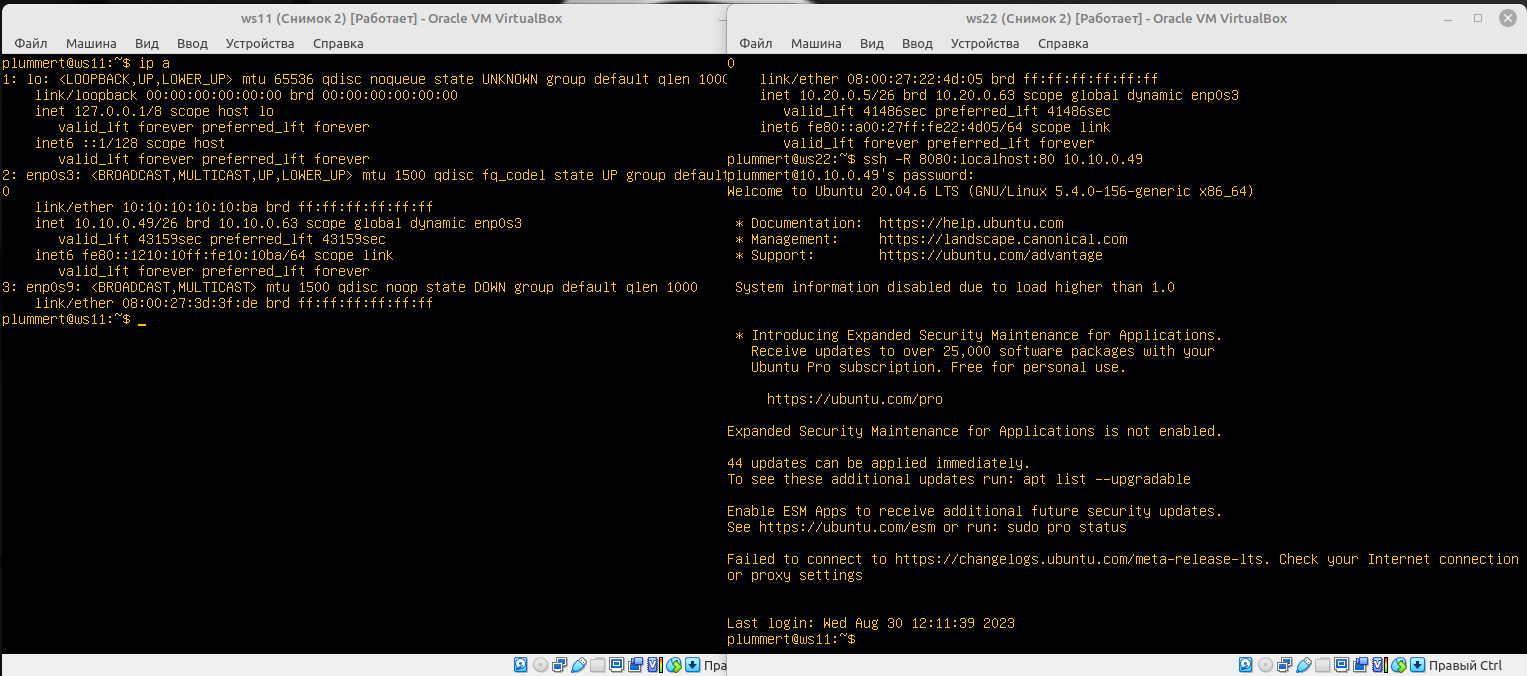 ws11 (Снимок 2) [Работает] - Oracle VM VirtualBox
Файл Машина Вид Ввод Устройства Справка
plummert@ws11:~$ ip a
1: lo: <LOOPBACK,UP,LOWER_UP> mtu 65536 qdisc noqueue state UNKNOWN group default qlen 1000
link/loopback 00:00:00:00:00:00 brd 00:00:00:00:00:00
inet 127.0.0.1/8 scope host lo
valid_lft forever preferred_lft forever
inet6 ::1/128 scope host
valid_lft forever preferred_lft forever
2: enp0s3: <BROADCAST,MULTICAST,UP,LOWER_UP> mtu 1500 qdisc fq_codel state UP group default
0
link/ether 10:10:10:10:10:ba brd ff:ff:ff:ff:ff:ff
inet 10.10.0.49/26 brd 10.10.0.63 scope global dynamic enp0s3
valid_lft 43159sec preferred_lft 43159sec
inet6 fe80::1210:10ff:fe10:10ba/64 scope link
valid_lft forever preferred_lft forever
3: enp0s9: <BROADCAST,MULTICAST> mtu 1500 qdisc noop state DOWN group default qlen 1000
link/ether 08:00:27:3d:3f:de brd ff:ff:ff:ff:ff:ff
plummert@ws11:~$ _
Пра
ws22 (Снимок 2) [Работает] - Oracle VM VirtualBox
Файл Машина Вид Ввод Устройства Справка
0
link/ether 08:00:27:22:4d:05 brd ff:ff:ff:ff:ff:ff
inet 10.20.0.5/26 brd 10.20.0.63 scope global dynamic enp0s3
valid_lft 41486sec preferred_lft 41486sec
inet6 fe80::a00:27ff:fe22:4d05/64 scope link
valid_lft forever preferred_lft forever
plummert@ws22:~$ ssh -R 8080:localhost:80 10.10.0.49
plummert@10.10.0.49's password:
Welcome to Ubuntu 20.04.6 LTS (GNU/Linux 5.4.0-156-generic x86_64)
* Documentation: https://help.ubuntu.com
* Management: https://landscape.canonical.com
* Support: https://ubuntu.com/advantage
System information disabled due to load higher than 1.0
* Introducing Expanded Security Maintenance for Applications.
Receive updates to over 25,000 software packages with your
Ubuntu Pro subscription. Free for personal use.
https://ubuntu.com/pro
Expanded Security Maintenance for Applications is not enabled.
44 updates can be applied immediately.
To see these additional updates run: apt list --upgradable
Enable ESM Apps to receive additional future security updates.
See https://ubuntu.com/esm or run: sudo pro status
Failed to connect to https://changelogs.ubuntu.com/meta-release-lts. Check your Internet connection
or proxy settings
Last login: Wed Aug 30 12:11:39 2023
plummert@ws11:~$
Правый Ctrl